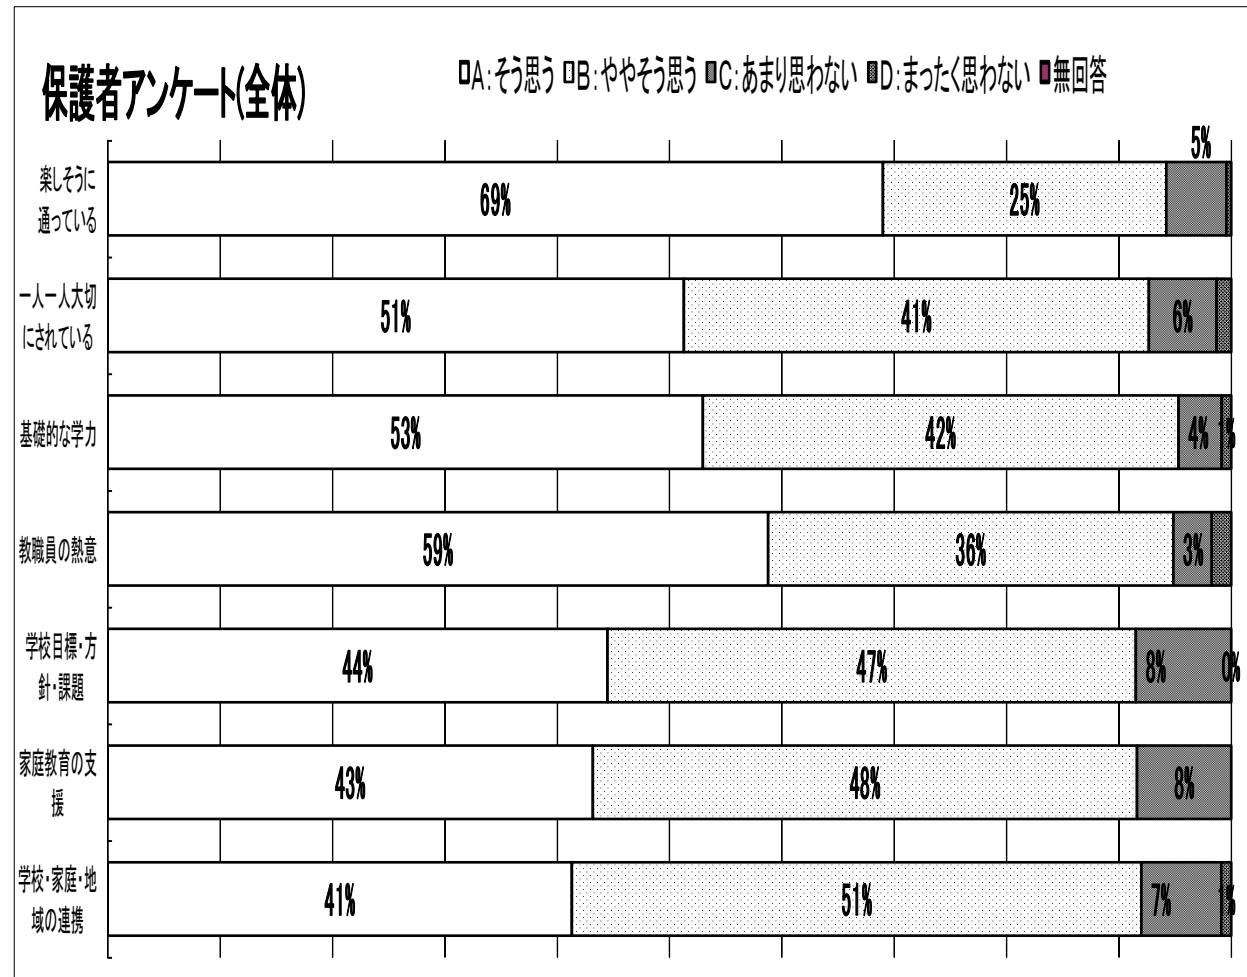 保護者アンケート(全体)
A:そう思う B:ややそう思う C:あまり思わない D:まったく思わない 無回答
5%
楽しそうに
通っている
69% 25%
一人一人大切
にされている
51% 41% 6%
基礎的な学力
53% 42% 4% 1%
教職員の熱意
59% 36% 3%
学校目標・方
針・課題
44% 47% 8% 0%
家庭教育の支
援
43% 48% 8%
学校・家庭・地
域の連携
41% 51% 7% 1%